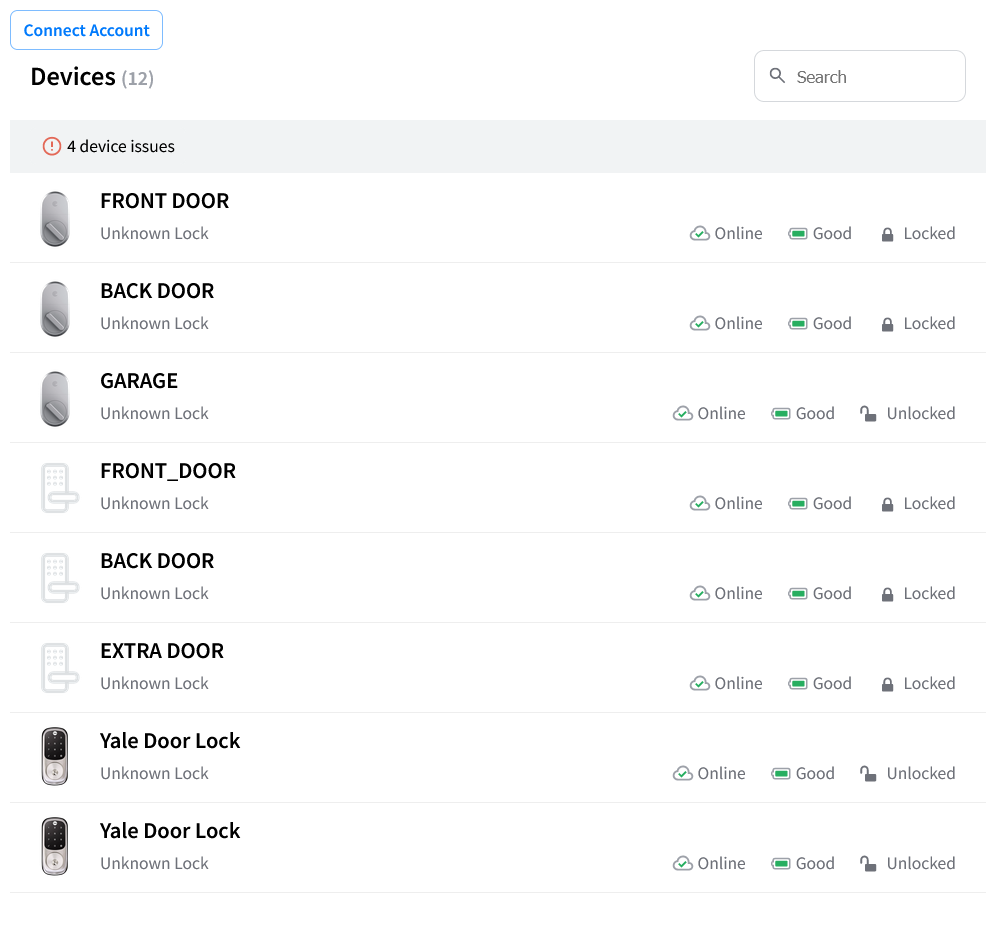 Connect Account
Devices (12)
Search
4 device issues
FRONT DOOR
Unknown Lock
Online Good Locked
BACK DOOR
Unknown Lock
Online Good Locked
GARAGE
Unknown Lock
Online Good Unlocked
FRONT_DOOR
Unknown Lock
Online Good Locked
BACK DOOR
Unknown Lock
Online Good Locked
EXTRA DOOR
Unknown Lock
Online Good Locked
Yale Door Lock
Unknown Lock
Online Good Unlocked
Yale Door Lock
Unknown Lock
Online Good Unlocked